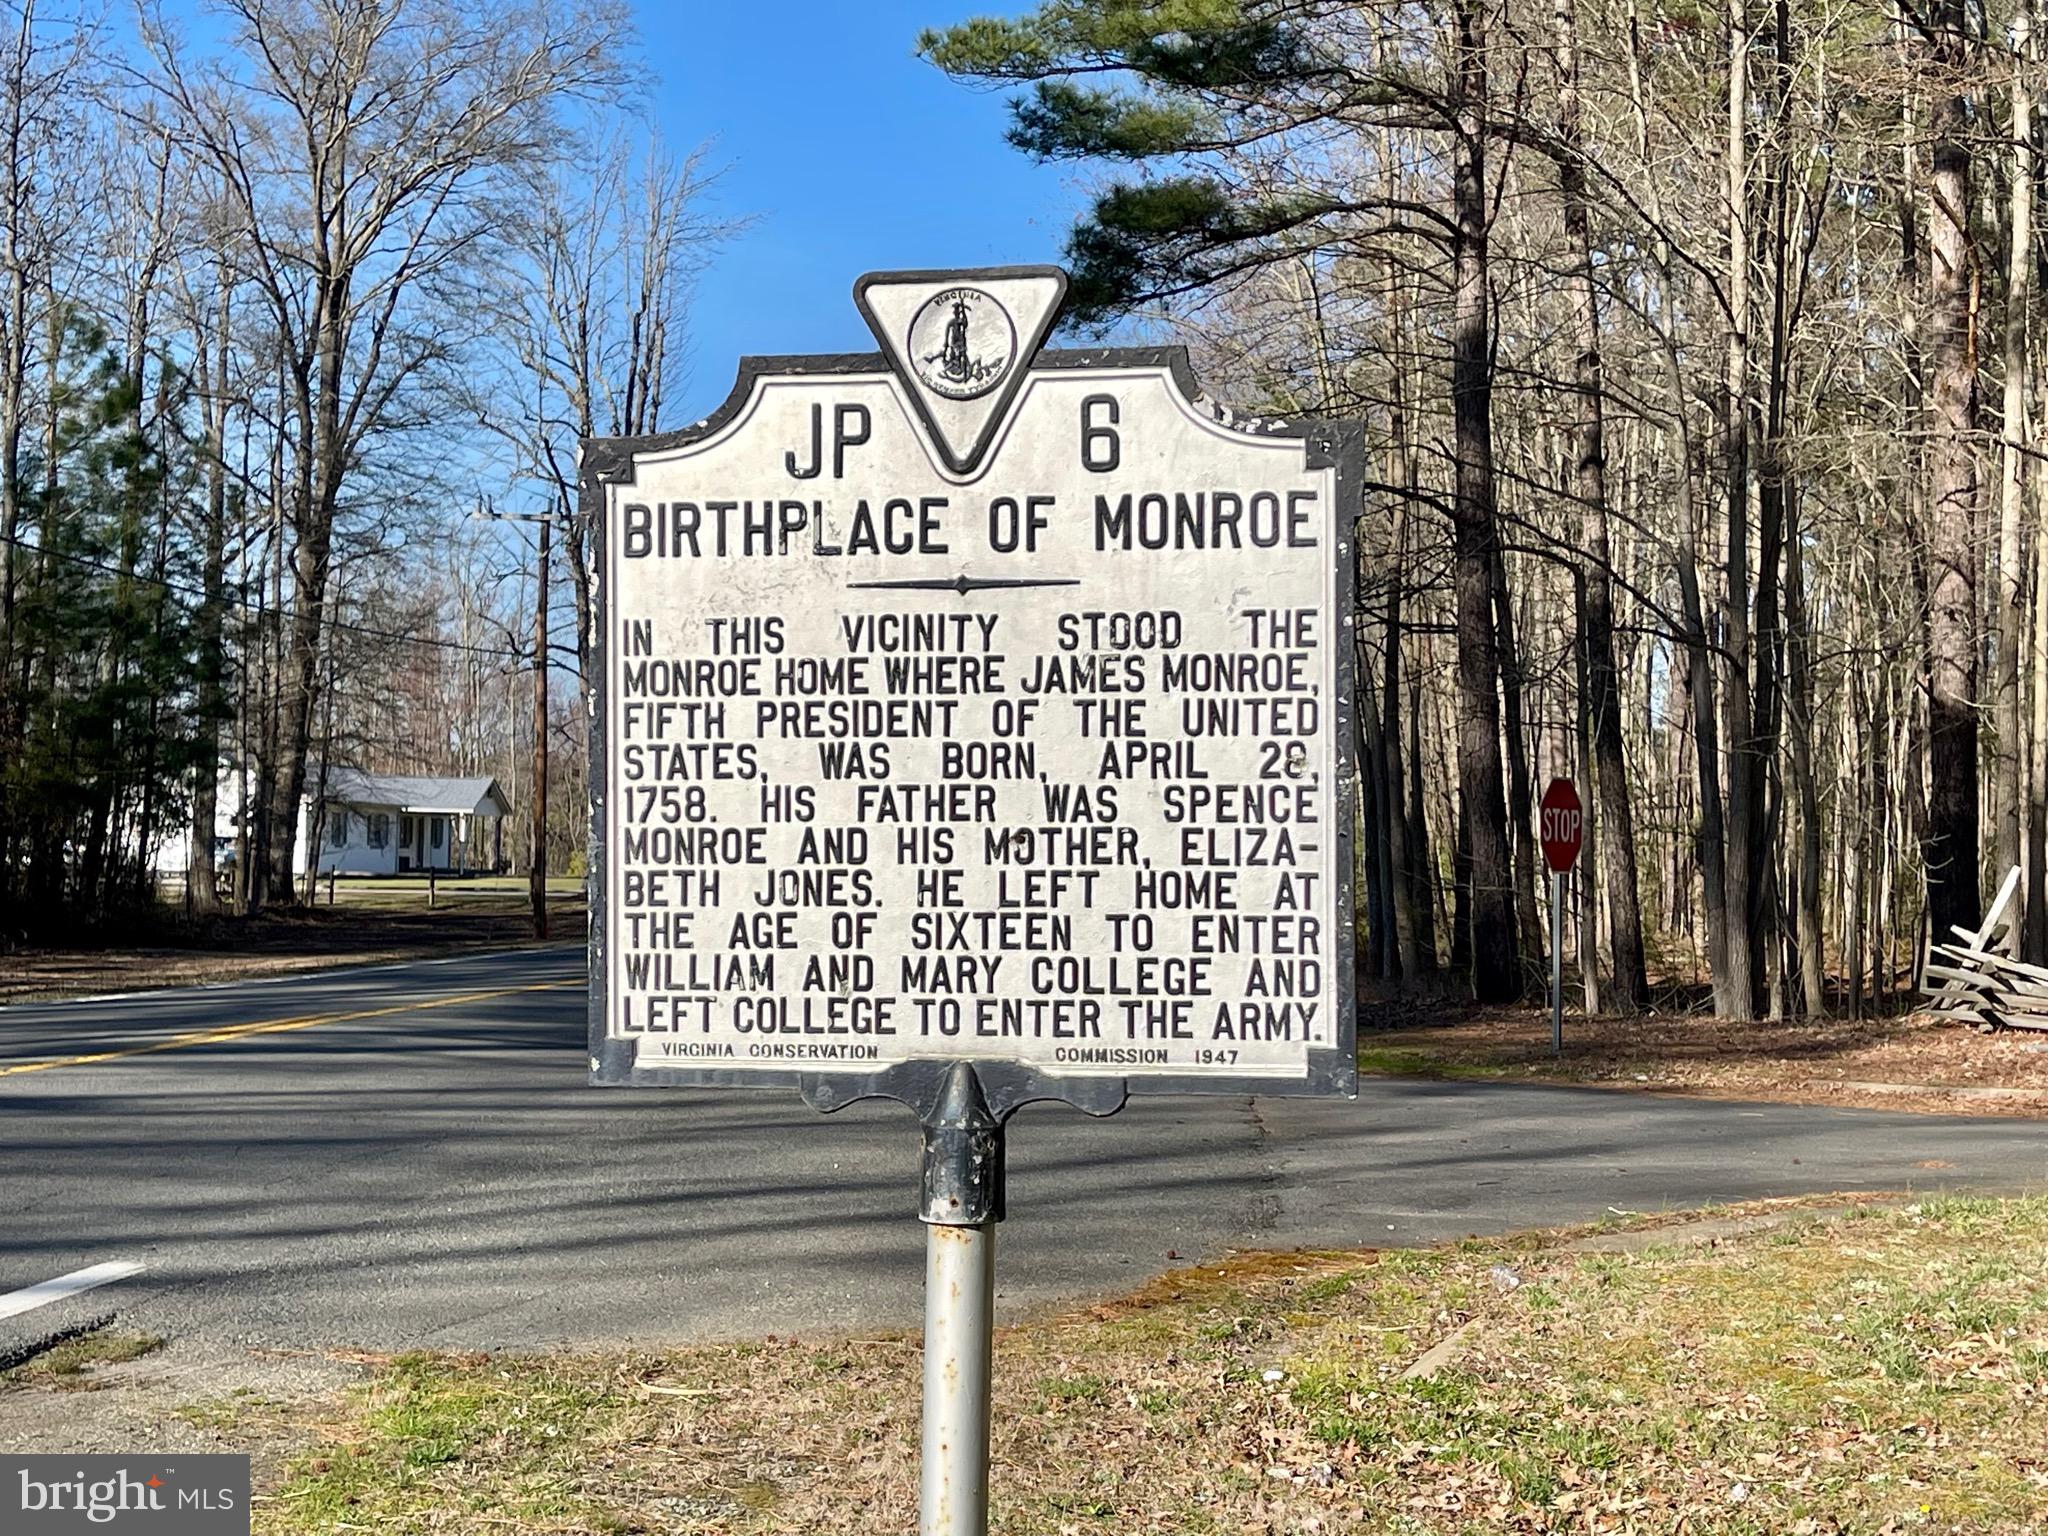 VIRGINIA
JP 6
BIRTHPLACE OF MONROE
IN THIS VICINITY STOOD THE
MONROE HOME WHERE JAMES MONROE,
FIFTH PRESIDENT OF THE UNITED
STATES, WAS BORN, APRIL 28,
1758. HIS FATHER WAS SPENCE
MONROE AND HIS MOTHER, ELIZA-
BETH JONES. HE LEFT HOME AT
THE AGE OF SIXTEEN TO ENTER
WILLIAM AND MARY COLLEGE AND
LEFT COLLEGE TO ENTER THE ARMY.
VIRGINIA CONSERVATION COMMISSION 1947
STOP
bright™ MLS